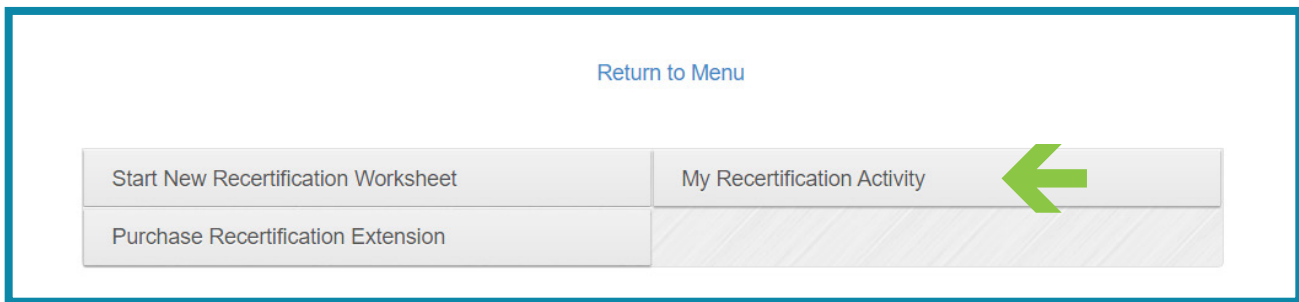 Return to Menu
Start New Recertification Worksheet
My Recertification Activity
Purchase Recertification Extension